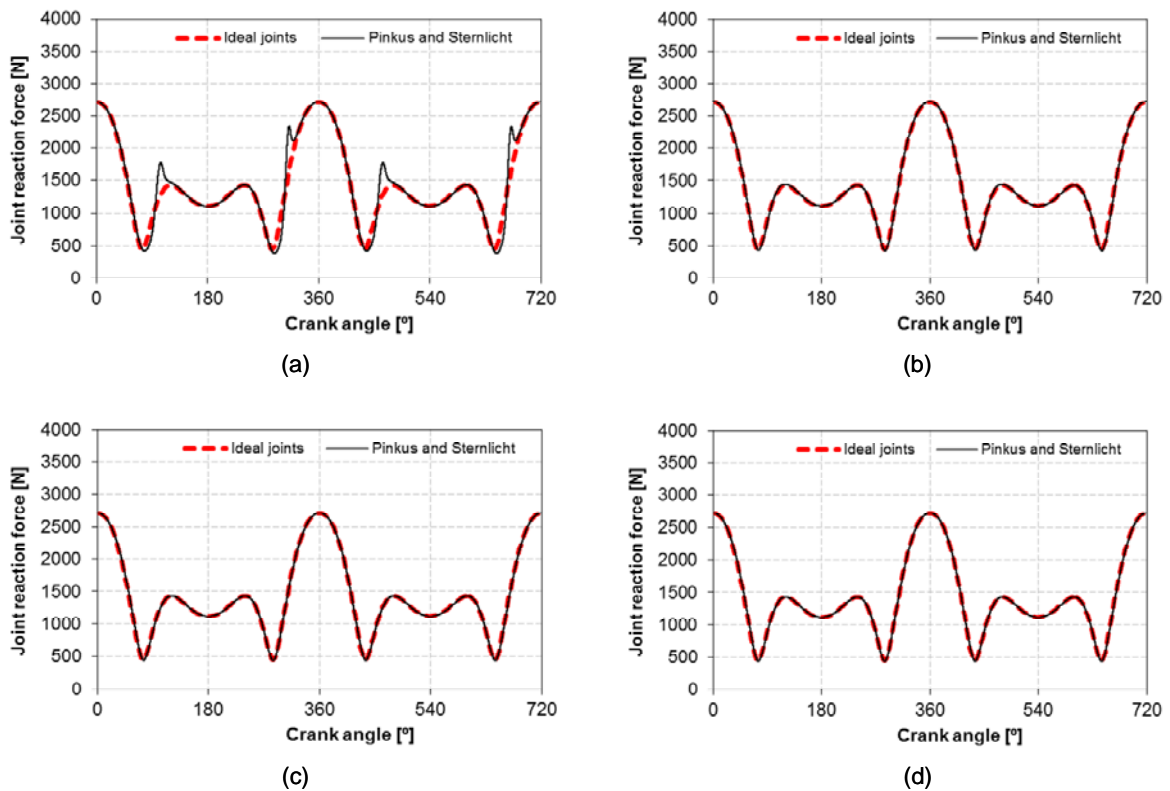 Joint reaction force [N]
4000
3500
3000
2500
2000
1500
1000
500
0
Ideal joints
Pinkus and Sternlicht
0 180 360 540 720
Crank angle [º]
(a)
Joint reaction force [N]
4000
3500
3000
2500
2000
1500
1000
500
0
Ideal joints
Pinkus and Sternlicht
0 180 360 540 720
Crank angle [º]
(b)
Joint reaction force [N]
4000
3500
3000
2500
2000
1500
1000
500
0
Ideal joints
Pinkus and Sternlicht
0 180 360 540 720
Crank angle [º]
(c)
Joint reaction force [N]
4000
3500
3000
2500
2000
1500
1000
500
0
Ideal joints
Pinkus and Sternlicht
0 180 360 540 720
Crank angle [º]
(d)